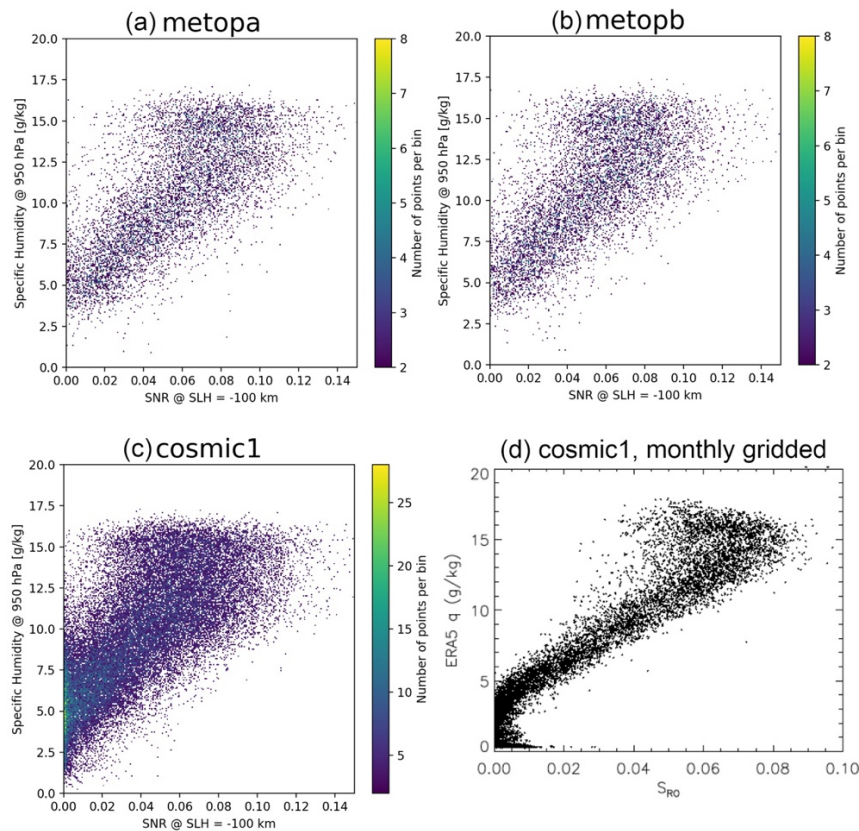 (a) metopa
(b) metopb
20.0
17.5
15.0
12.5
10.0
7.5
5.0
2.5
0.0
Specific Humidity @ 950 hPa [g/kg]
0.00 0.02 0.04 0.06 0.08 0.10 0.12 0.14
SNR @ SLH = -100 km
8
7
6
5
4
3
2
Number of points per bin
20.0
17.5
15.0
12.5
10.0
7.5
5.0
2.5
0.0
Specific Humidity @ 950 hPa [g/kg]
0.00 0.02 0.04 0.06 0.08 0.10 0.12 0.14
SNR @ SLH = -100 km
8
7
6
5
4
3
2
Number of points per bin
(c) cosmic1
(d) cosmic1, monthly gridded
20.0
17.5
15.0
12.5
10.0
7.5
5.0
2.5
0.0
Specific Humidity @ 950 hPa [g/kg]
0.00 0.02 0.04 0.06 0.08 0.10 0.12 0.14
SNR @ SLH = -100 km
25
20
15
10
5
Number of points per bin
20
15
10
5
0
ERA5 q (g/kg)
0.00 0.02 0.04 0.06 0.08 0.10
SRO